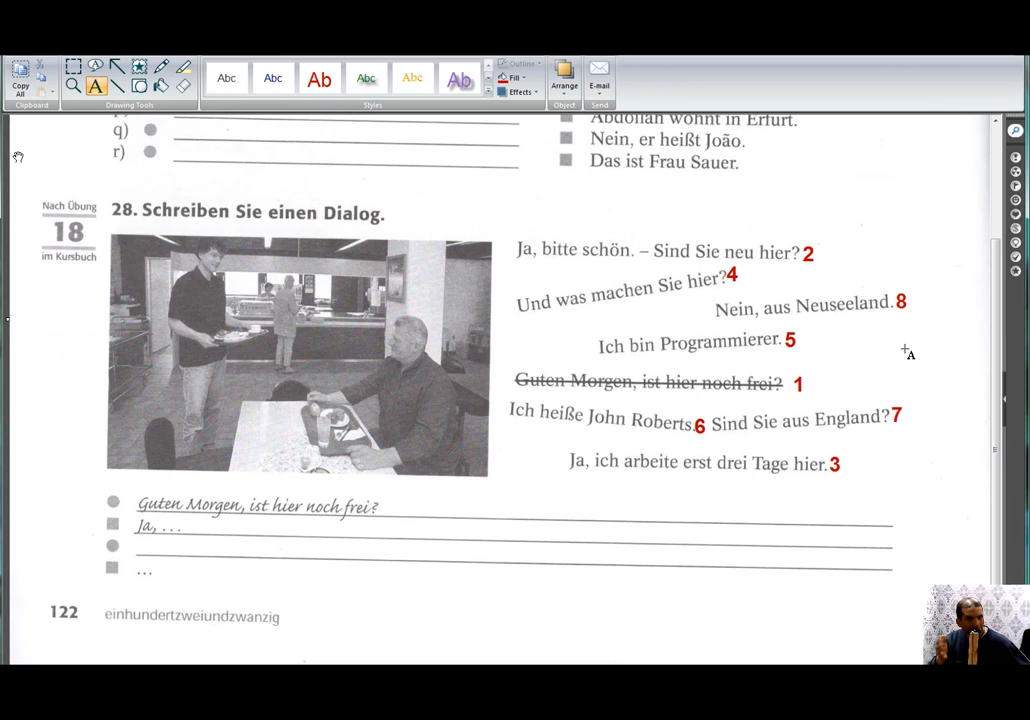 Copy All
Clipboard
Drawing Tools
Abc Abc Ab Abc Abc Ab
Styles
Outline
Fill
Effects
Arrange
Object
E-mail
Send
Abdollah wohnt in Erfurt.
q)
Nein, er heißt João.
r)
Das ist Frau Sauer.
Nach Übung
18
im Kursbuch
28. Schreiben Sie einen Dialog.
Ja, bitte schön. – Sind Sie neu hier? 2
Und was machen Sie hier? 4
Nein, aus Neuseeland. 8
Ich bin Programmierer. 5
Guten Morgen, ist hier noch frei? 1
Ich heiße John Roberts. 6 Sind Sie aus England? 7
Ja, ich arbeite erst drei Tage hier. 3
Guten Morgen, ist hier noch frei?
Ja, ...
...
122 einhundertzweiundzwanzig
A